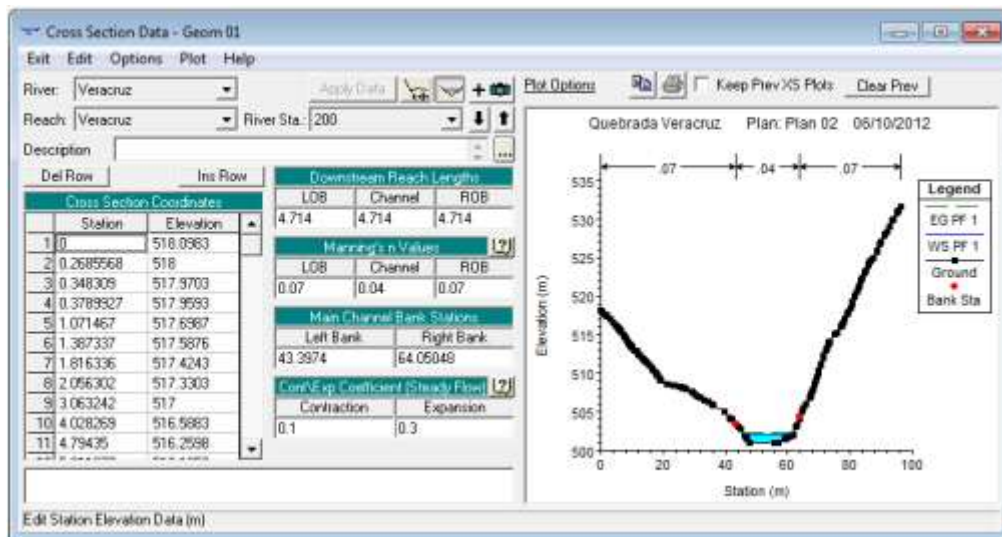 Cross Section Data - Geom 01
Exit Edit Options Plot Help
River: Veracruz
Apply Data
Reach: Veracruz River Sta.: 200
Description
Del Row Ins Row
Cross Section Coordinates
Station Elevation
1 0 518.0983
2 0.2685568 518
3 0.348309 517.9703
4 0.3789927 517.9593
5 1.071467 517.6987
6 1.387337 517.5876
7 1.816336 517.4243
8 2.056302 517.3303
9 3.063242 517
10 4.028269 516.5883
11 4.79435 516.2598
Downstream Reach Lengths
LOB Channel ROB
4.714 4.714 4.714
Manning's n Values
LOB Channel ROB
0.07 0.04 0.07
Main Channel Bank Stations
Left Bank Right Bank
43.3974 64.05048
Cont\Exp Coefficient (Steady Flow)
Contraction Expansion
0.1 0.3
Edit Station Elevation Data (m)
Plot Options Keep Prev XS Plots Clear Prev
Quebrada Veracruz Plan: Plan 02 06/10/2012
.07 .04 .07
535
530
525
520
515
510
505
500
Elevation (m)
0 20 40 60 80 100
Station (m)
Legend
EG PF 1
WS PF 1
Ground
Bank Sta